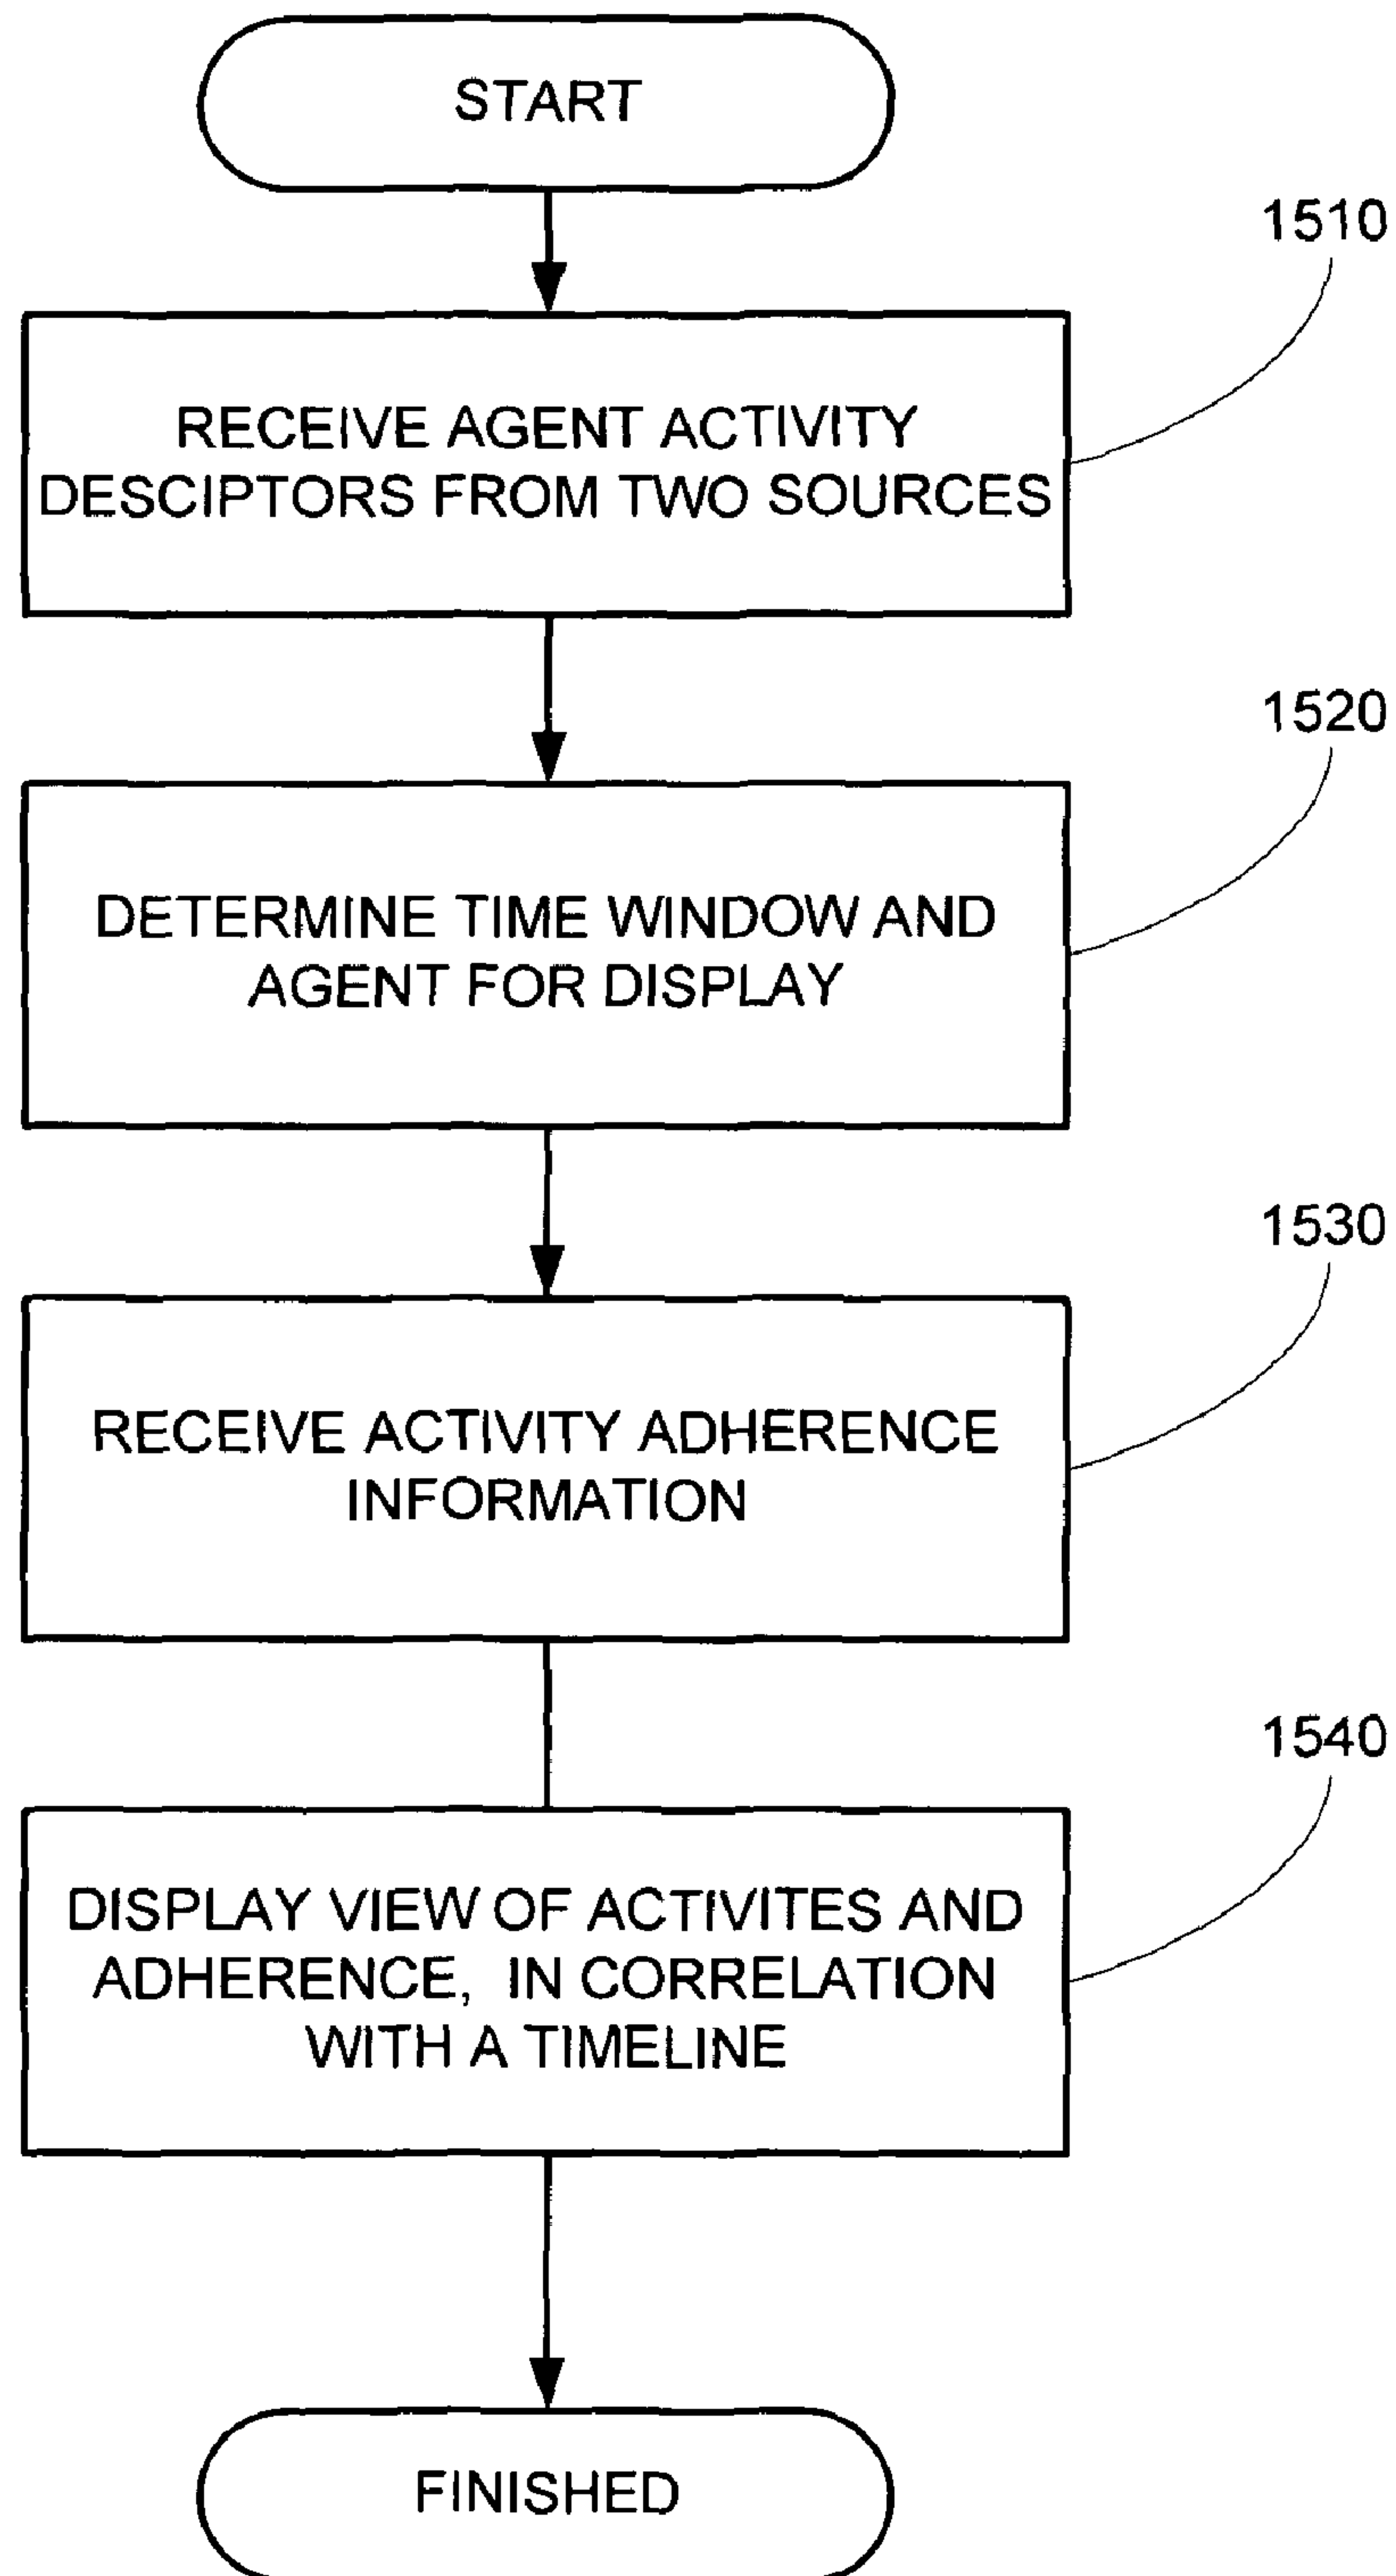 START
1510
RECEIVE AGENT ACTIVITY
DESCIPTORS FROM TWO SOURCES
1520
DETERMINE TIME WINDOW AND
AGENT FOR DISPLAY
1530
RECEIVE ACTIVITY ADHERENCE
INFORMATION
1540
DISPLAY VIEW OF ACTIVITES AND
ADHERENCE, IN CORRELATION
WITH A TIMELINE
FINISHED